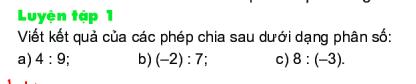 Luyện tập 1
Viết kết quả của các phép chia sau dưới dạng phân số:
a) 4 : 9; b) (–2) : 7; c) 8 : (–3).